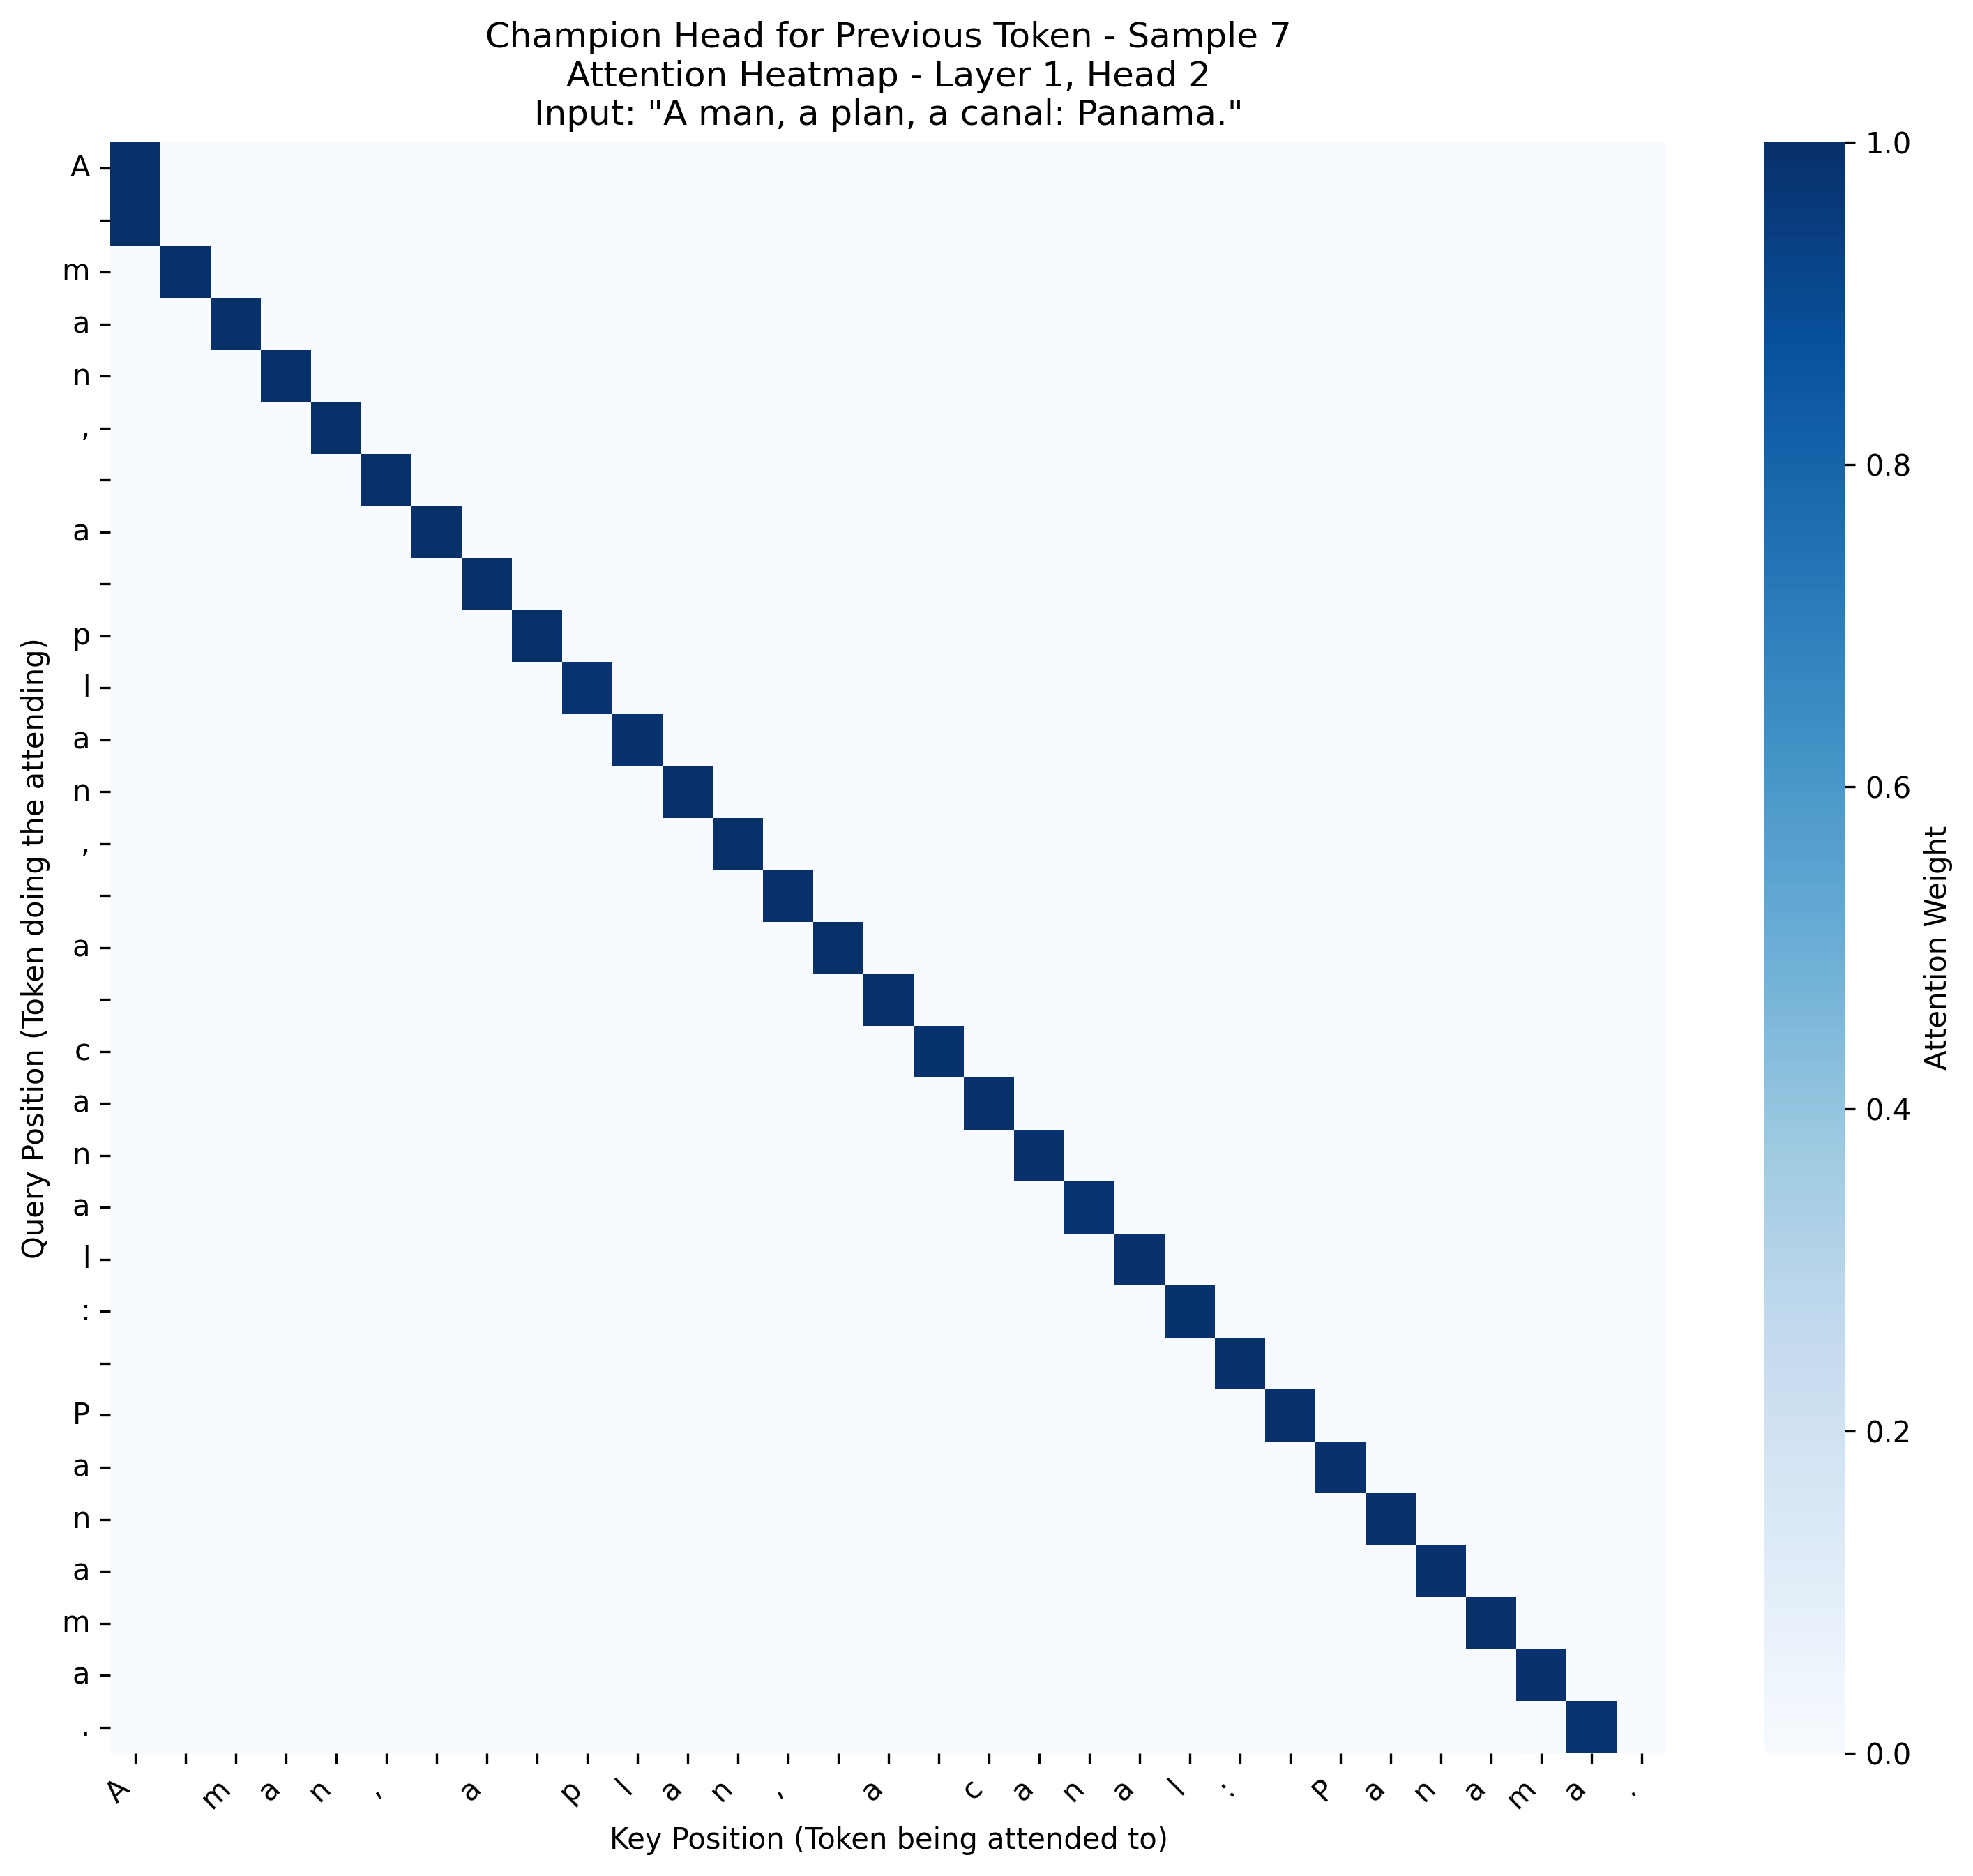 Champion Head for Previous Token - Sample 7
Attention Heatmap - Layer 1, Head 2
Input: "A man, a plan, a canal: Panama."
Query Position (Token doing the attending)
A
m
a
n
,
a
p
l
a
n
,
a
c
a
n
a
l
:
P
a
n
a
m
a
.
A m a n , a p l a n , a c a n a l : P a n a m a .
Key Position (Token being attended to)
1.0
0.8
0.6
0.4
0.2
0.0
Attention Weight